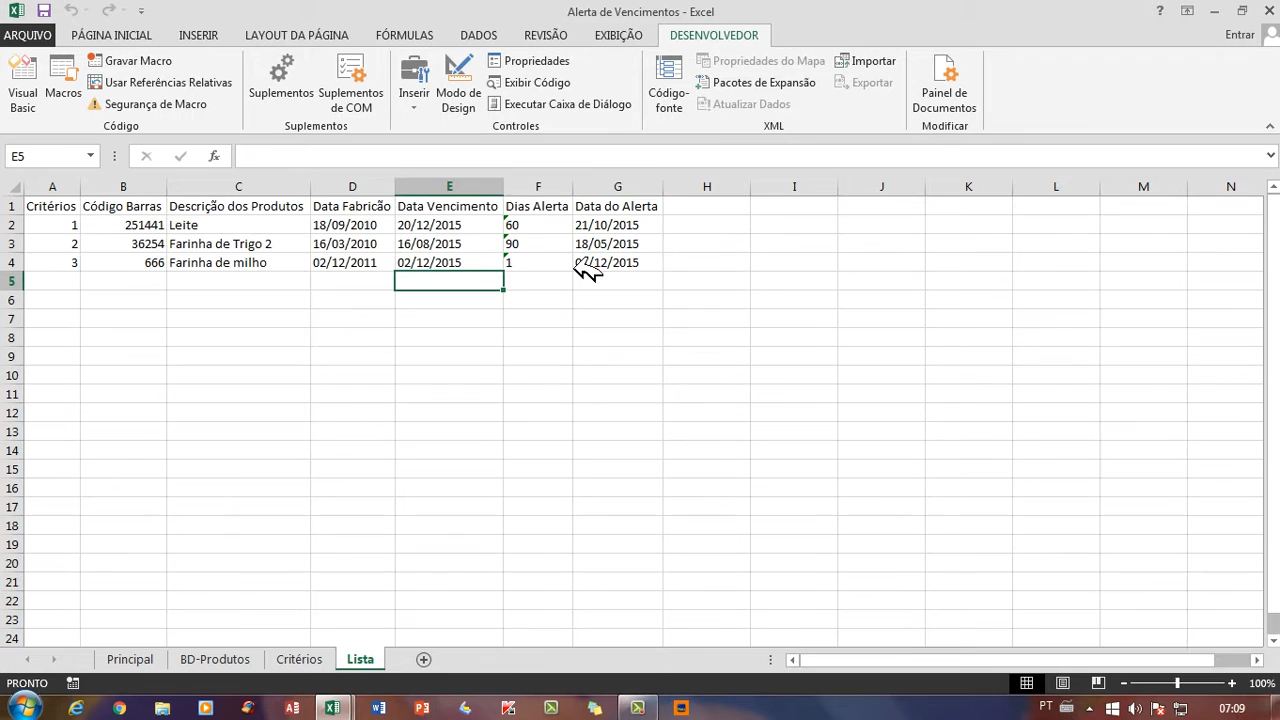 Alerta de Vencimentos - Excel
?
ARQUIVO PÁGINA INICIAL INSERIR LAYOUT DA PÁGINA FÓRMULAS DADOS REVISÃO EXIBIÇÃO DESENVOLVEDOR Entrar
Visual Basic
Macros
Gravar Macro
Usar Referências Relativas
Segurança de Macro
Código
Suplementos
Suplementos de COM
Suplementos
Inserir
Modo de Design
Propriedades
Exibir Código
Executar Caixa de Diálogo
Controles
Código-fonte
Propriedades do Mapa
Pacotes de Expansão
Atualizar Dados
Importar
Exportar
XML
Painel de Documentos
Modificar
E5 fx
A B C D E F G H I J K L M N
1 Critérios Código Barras Descrição dos Produtos Data Fabricão Data Vencimento Dias Alerta Data do Alerta
2 1 251441 Leite 18/09/2010 20/12/2015 60 21/10/2015
3 2 36254 Farinha de Trigo 2 16/03/2010 16/08/2015 90 18/05/2015
4 3 666 Farinha de milho 02/12/2011 02/12/2015 1 /12/2015
5
6
7
8
9
10
11
12
13
14
15
16
17
18
19
20
21
22
23
24
Principal BD-Produtos Critérios Lista
PRONTO 100%
PT 07:09